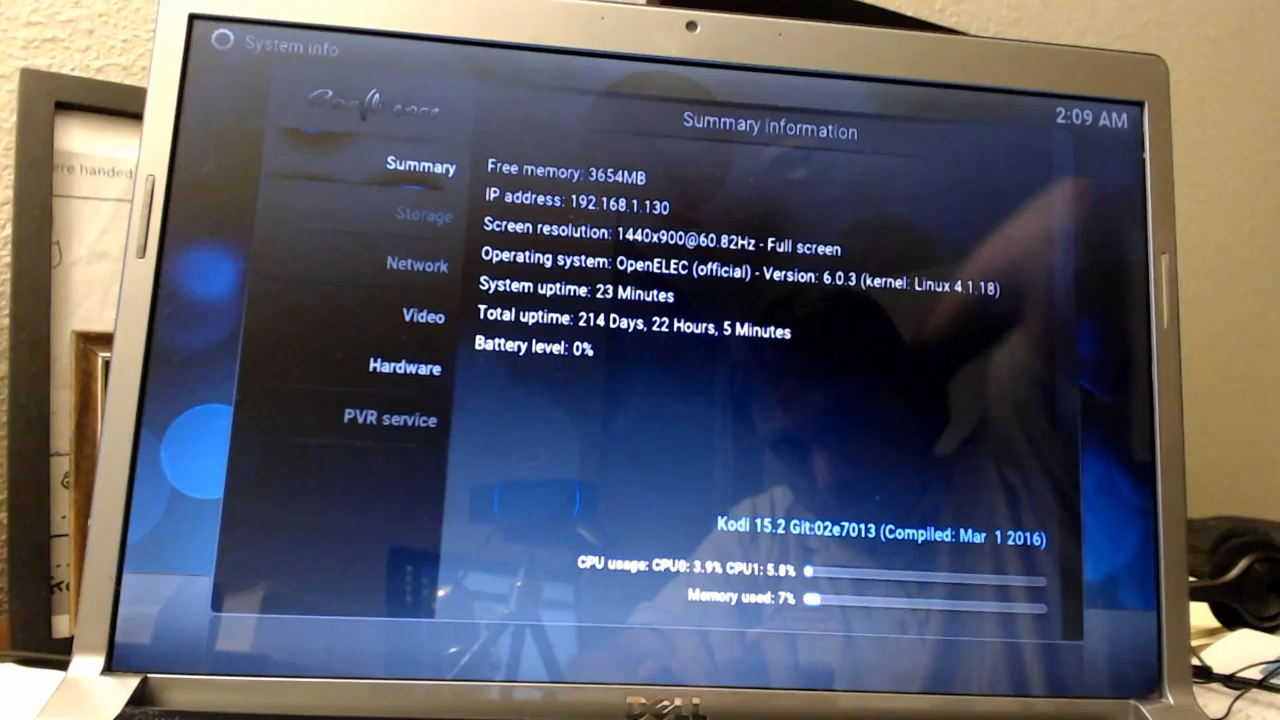 System info
Confluence
2:09 AM
Summary information
ere handed
Summary
Storage
Network
Video
Hardware
PVR service
Free memory: 3654MB
IP address: 192.168.1.130
Screen resolution: 1440x900@60.82Hz - Full screen
Operating system: OpenELEC (official) - Version: 6.0.3 (kernel: Linux 4.1.18)
System uptime: 23 Minutes
Total uptime: 214 Days, 22 Hours, 5 Minutes
Battery level: 0%
Kodi 15.2 Git:02e7013 (Compiled: Mar 1 2016)
CPU usage: CPU0: 3.9% CPU1: 5.8%
Memory used: 7%
DELL